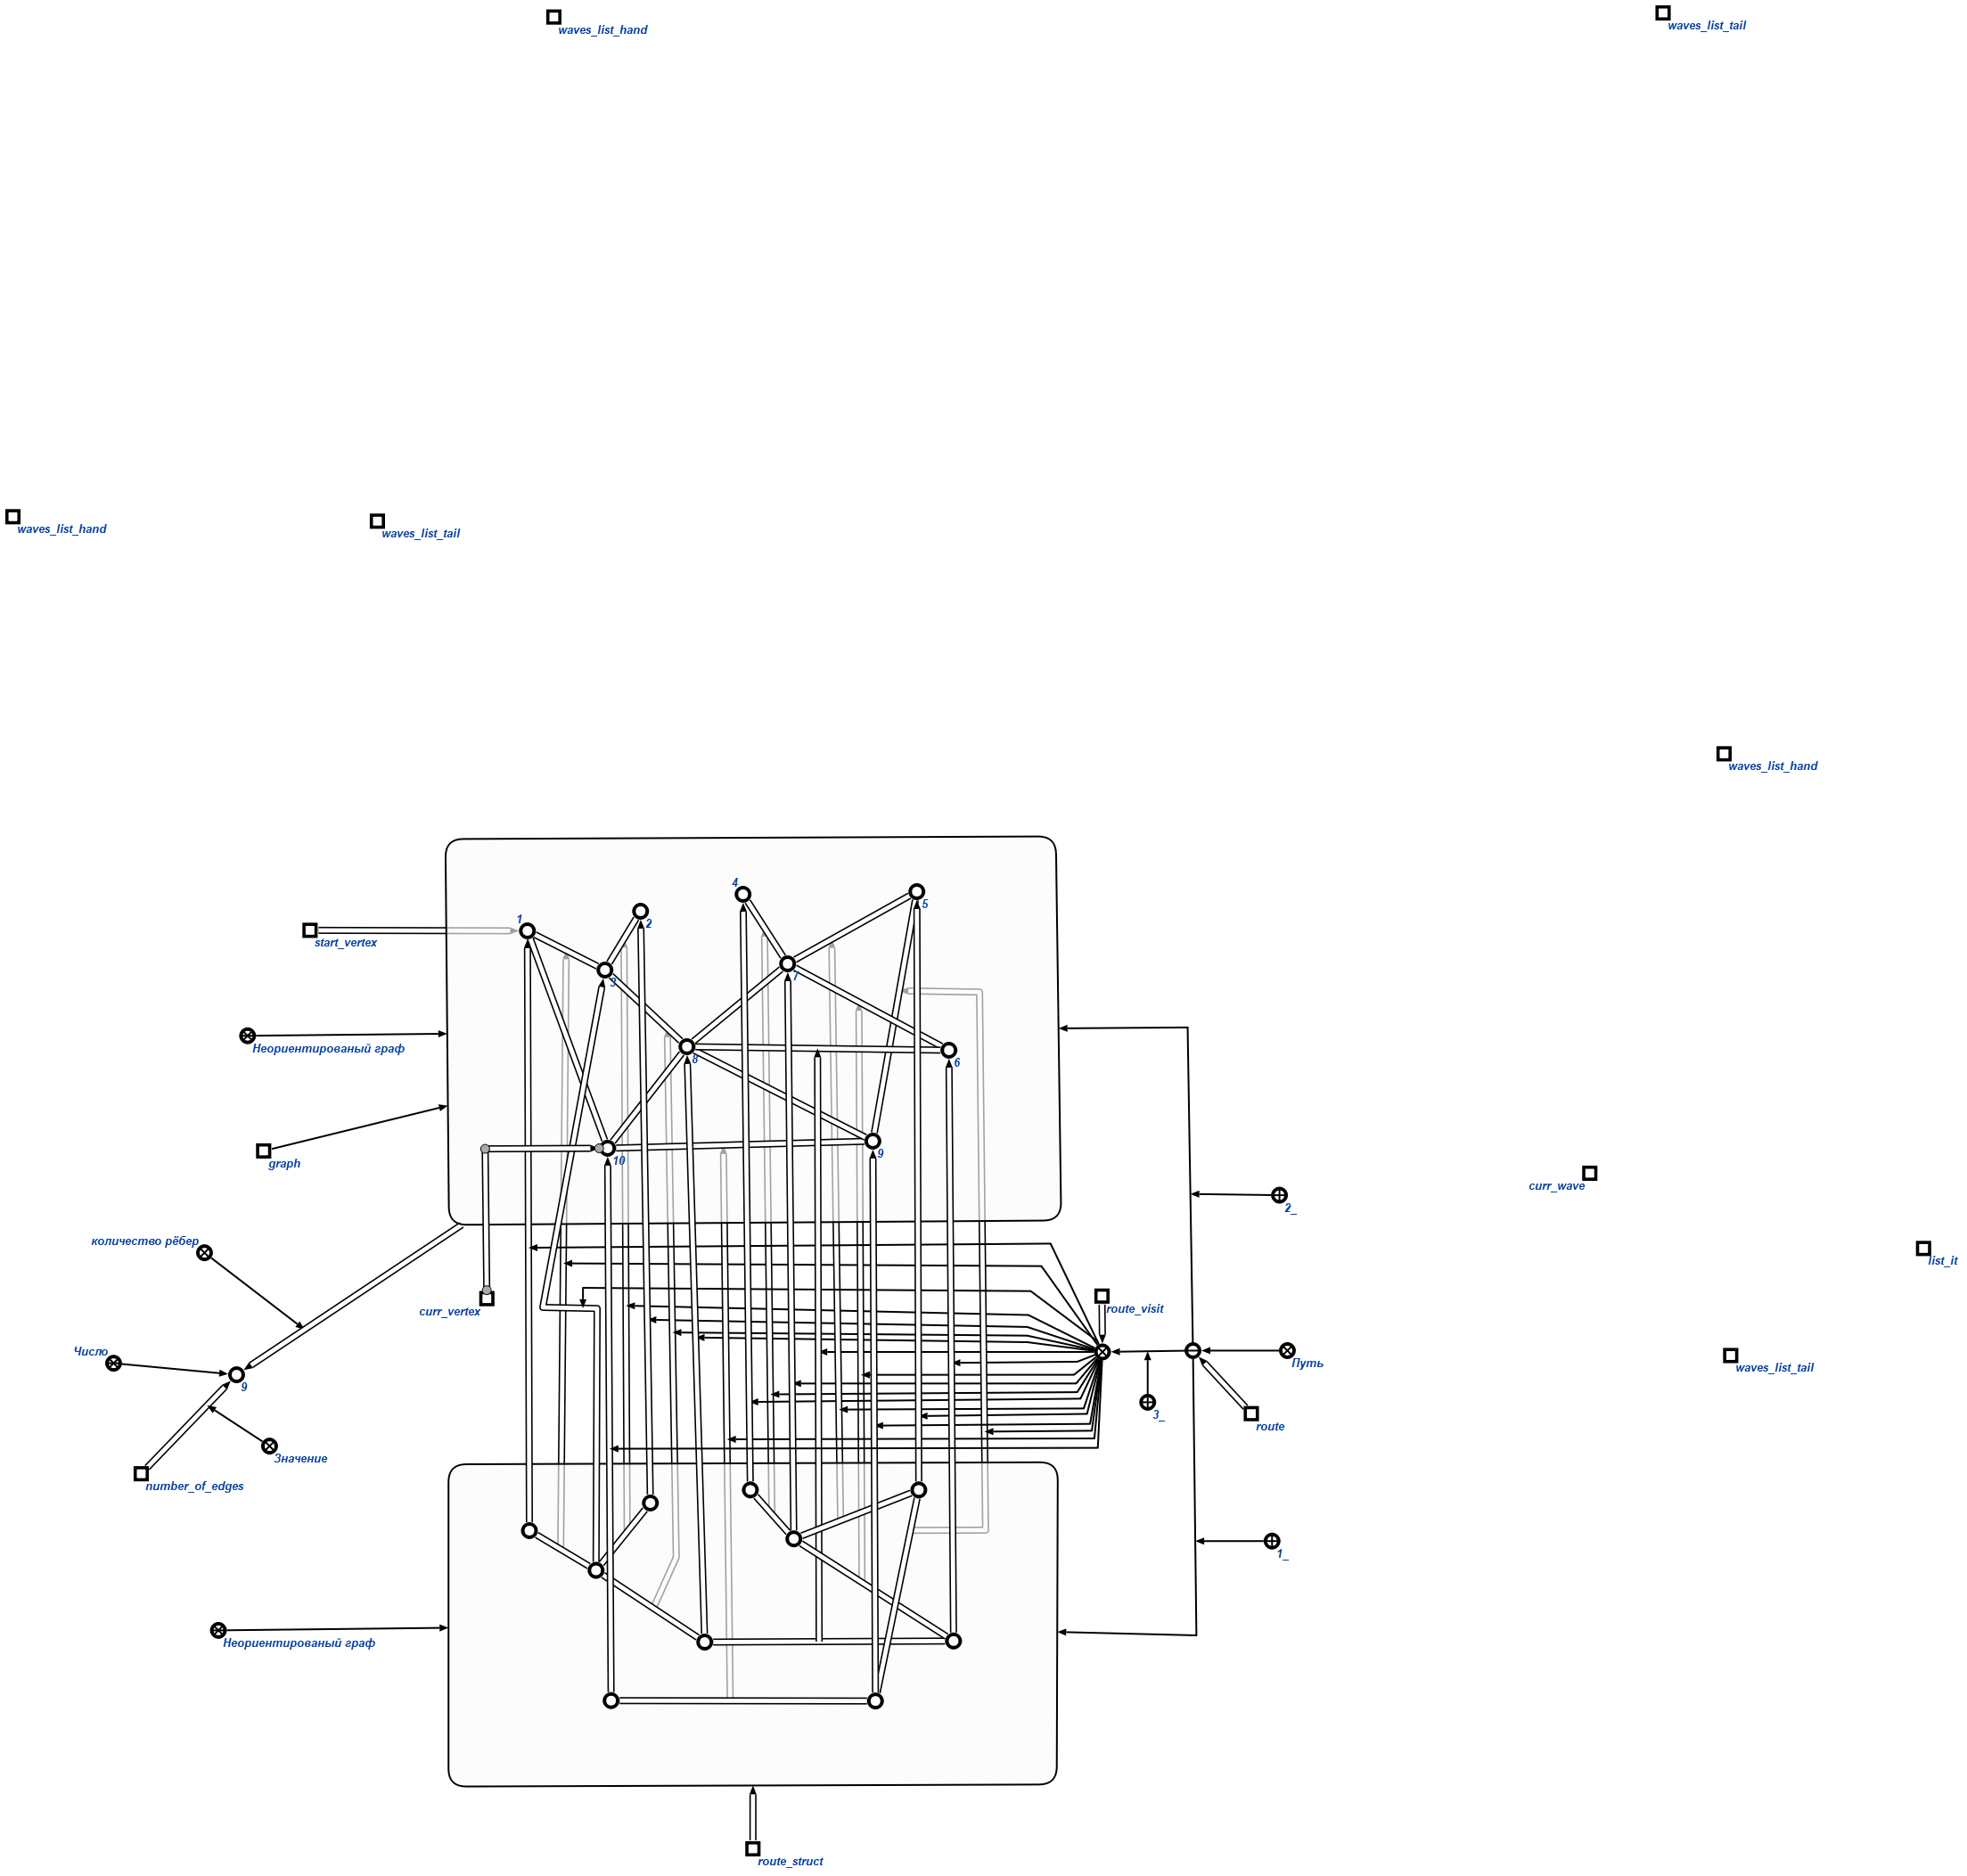 waves_list_hand
waves_list_tail
waves_list_hand
waves_list_tail
waves_list_hand
4
5
1
2
start_vertex
3
7
Неориентированый граф
8
6
9
10
graph
curr_wave
2_
количество рёбер
list_it
curr_vertex
route_visit
Число
Путь
waves_list_tail
9
3_
route
Значение
number_of_edges
1_
Неориентированый граф
route_struct